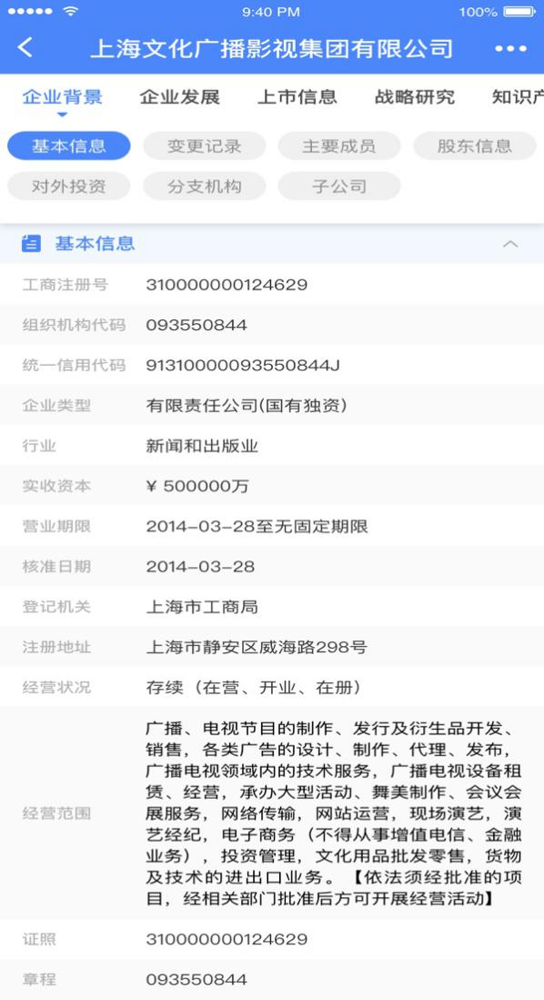 9:40 PM 100%
上海文化广播影视集团有限公司
企业背景 企业发展 上市信息 战略研究 知识产
基本信息 变更记录 主要成员 股东信息
对外投资 分支机构 子公司
基本信息
工商注册号 310000000124629
组织机构代码 093550844
统一信用代码 91310000093550844J
企业类型 有限责任公司(国有独资)
行业 新闻和出版业
实收资本 ¥ 500000万
营业期限 2014-03-28至无固定期限
核准日期 2014-03-28
登记机关 上海市工商局
注册地址 上海市静安区威海路298号
经营状况 存续（在营、开业、在册）
经营范围
广播、电视节目的制作、发行及衍生品开发、
销售，各类广告的设计、制作、代理、发布，
广播电视领域内的技术服务，广播电视设备租
赁、经营，承办大型活动、舞美制作、会议会
展服务，网络传输，网站运营，现场演艺，演
艺经纪，电子商务（不得从事增值电信、金融
业务），投资管理，文化用品批发零售，货物
及技术的进出口业务。【依法须经批准的项
目，经相关部门批准后方可开展经营活动】
证照 310000000124629
章程 093550844